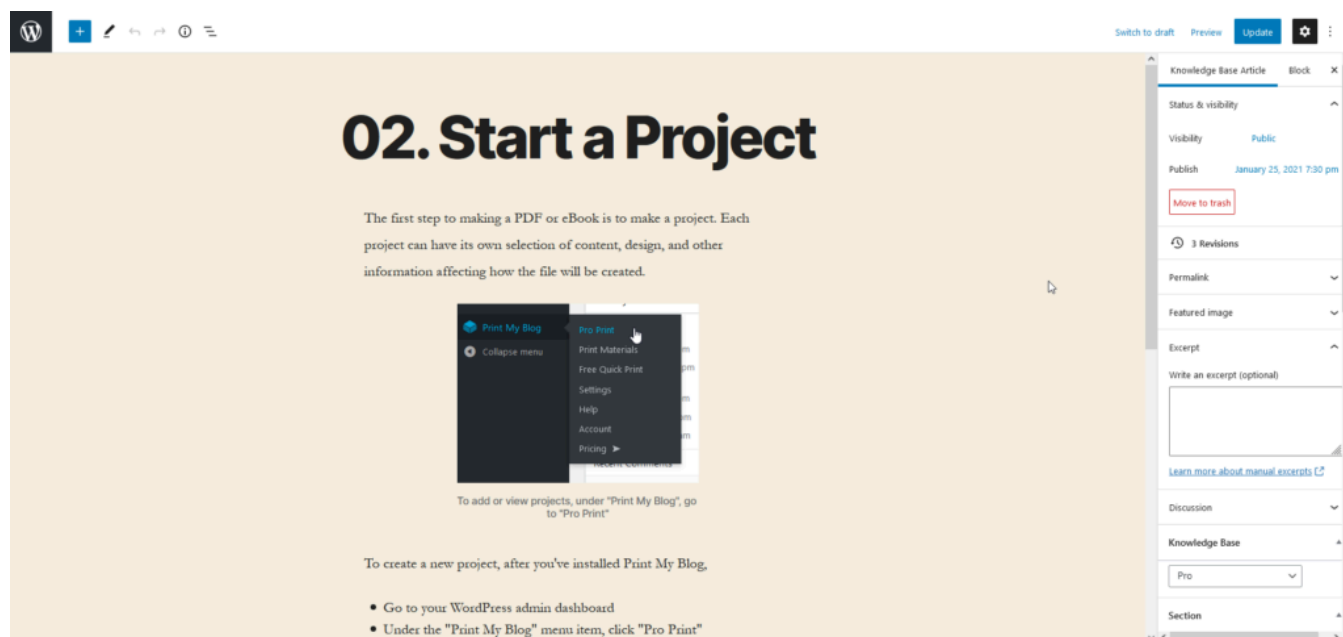 Switch to draft Preview Update
Knowledge Base Article Block
Status & visibility
Visibility Public
Publish January 25, 2021 7:30 pm
Move to trash
3 Revisions
Permalink
Featured image
Excerpt
Write an excerpt (optional)
Learn more about manual excerpts
Discussion
Knowledge Base
Pro
Section
02. Start a Project
The first step to making a PDF or eBook is to make a project. Each
project can have its own selection of content, design, and other
information affecting how the file will be created.
Print My Blog
Collapse menu
Pro Print
Print Materials
Free Quick Print
Settings
Help
Account
Pricing
pm
m
m
m
To add or view projects, under "Print My Blog", go
to "Pro Print"
To create a new project, after you've installed Print My Blog,
• Go to your WordPress admin dashboard
• Under the "Print My Blog" menu item, click "Pro Print"